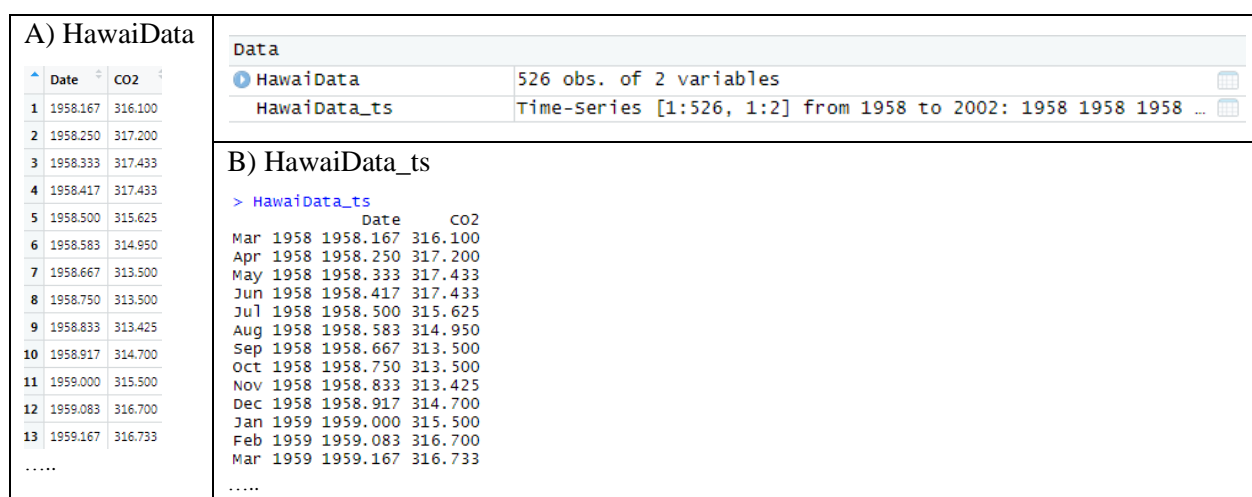 A) HawaiData
Date CO2
1 1958.167 316.100
2 1958.250 317.200
3 1958.333 317.433
4 1958.417 317.433
5 1958.500 315.625
6 1958.583 314.950
7 1958.667 313.500
8 1958.750 313.500
9 1958.833 313.425
10 1958.917 314.700
11 1959.000 315.500
12 1959.083 316.700
13 1959.167 316.733
…..
Data
HawaiData 526 obs. of 2 variables
HawaiData_ts Time-Series [1:526, 1:2] from 1958 to 2002: 1958 1958 1958 …
B) HawaiData_ts
> HawaiData_ts
Date CO2
Mar 1958 1958.167 316.100
Apr 1958 1958.250 317.200
May 1958 1958.333 317.433
Jun 1958 1958.417 317.433
Jul 1958 1958.500 315.625
Aug 1958 1958.583 314.950
Sep 1958 1958.667 313.500
Oct 1958 1958.750 313.500
Nov 1958 1958.833 313.425
Dec 1958 1958.917 314.700
Jan 1959 1959.000 315.500
Feb 1959 1959.083 316.700
Mar 1959 1959.167 316.733
…..